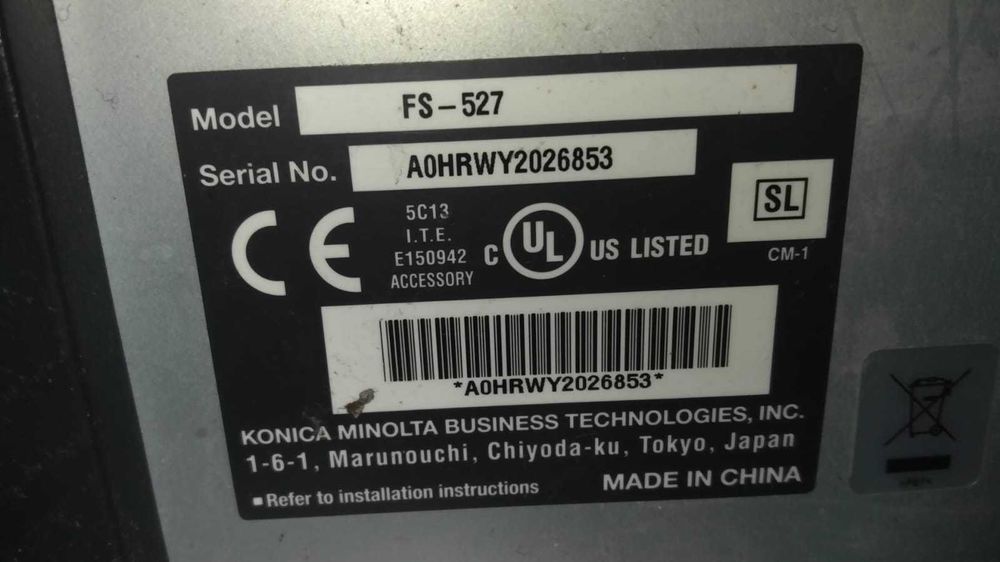 Model FS-527
Serial No. A0HRWY2026853
CE
5C13
I.T.E.
E150942
ACCESSORY
C UL US LISTED
SL
CM-1
*A0HRWY2026853*
KONICA MINOLTA BUSINESS TECHNOLOGIES, INC.
1-6-1, Marunouchi, Chiyoda-ku, Tokyo, Japan
▪Refer to installation instructions
MADE IN CHINA